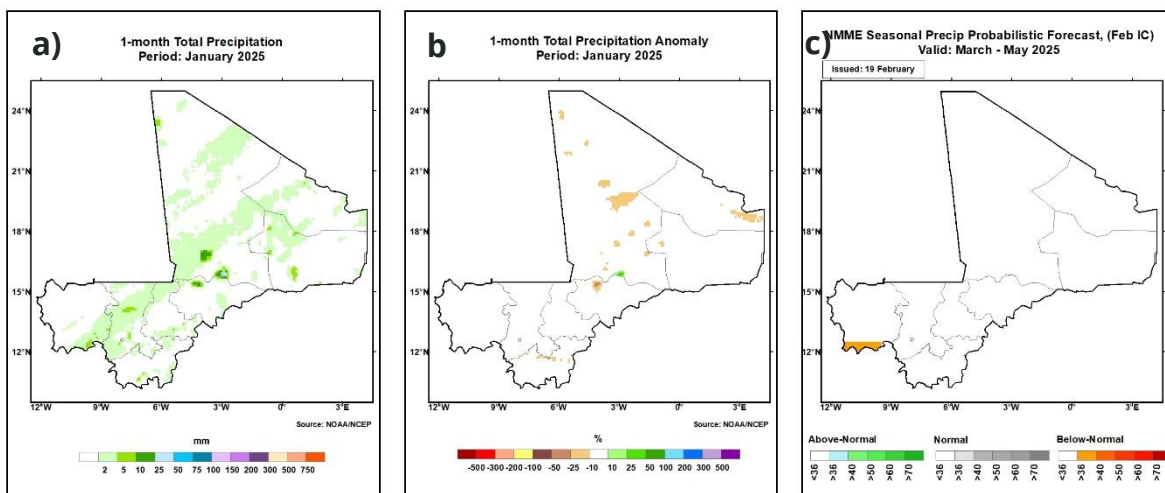 a)
1-month Total Precipitation
Period: January 2025
24°N
21°N
18°N
15°N
12°N
12°W 9°W 6°W 3°W 0° 3°E
Source: NOAA/NCEP
mm
2 5 10 25 50 75 100 150 200 300 500 750
b
1-month Total Precipitation Anomaly
Period: January 2025
24°N
21°N
18°N
15°N
12°N
12°W 9°W 6°W 3°W 0° 3°E
Source: NOAA/NCEP
%
-500 -300 -200 -100 -50 -25 -10 10 25 50 100 200 300 500
c)
NMME Seasonal Precip Probabilistic Forecast, (Feb IC)
Valid: March - May 2025
Issued: 19 February
24°N
21°N
18°N
15°N
12°N
12°W 9°W 6°W 3°W 0° 3°E
Source: NOAA/NCEP
Above-Normal
<36 >36 >40 >50 >60 >70
Normal
<36 >36 >40 >50 >60 >70
Below-Normal
<36 >36 >40 >50 >60 >70